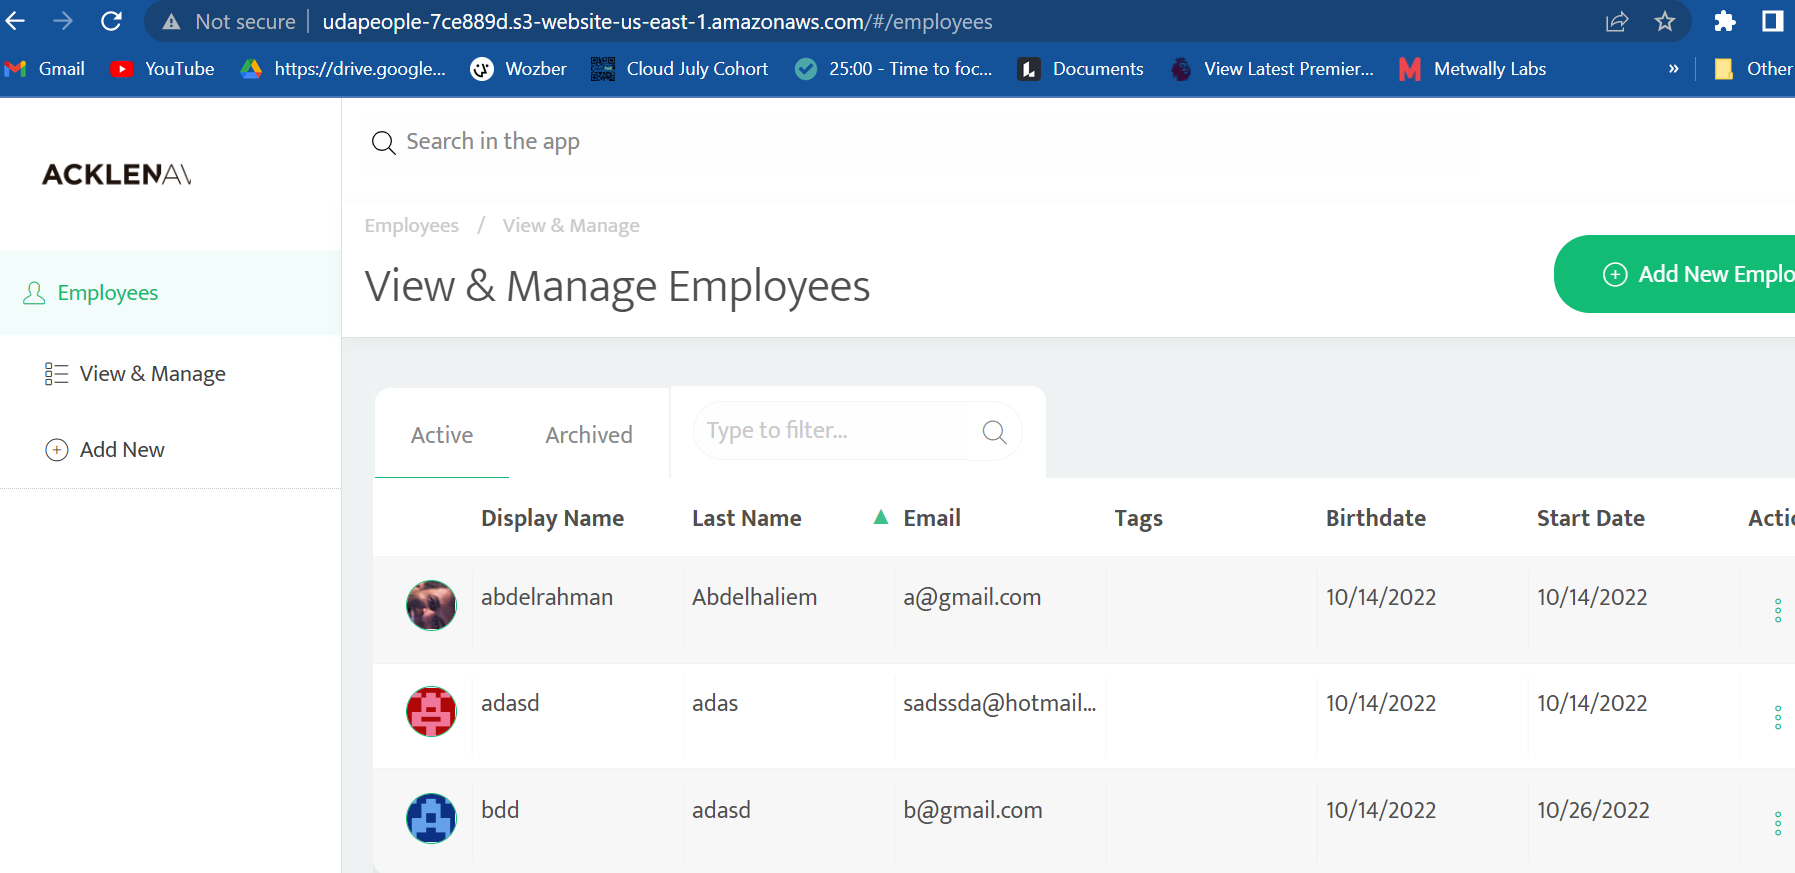 Not secure udapeople-7ce889d.s3-website-us-east-1.amazonaws.com/#/employees
Gmail YouTube https://drive.google... Wozber Cloud July Cohort 25:00 - Time to foc... Documents View Latest Premier... Metwally Labs » Other
Search in the app
ACKLENAV
Employees / View & Manage
View & Manage Employees
Add New Emplo
Employees
View & Manage
Add New
Active Archived Type to filter...
Display Name Last Name Email Tags Birthdate Start Date Actic
abdelrahman Abdelhaliem a@gmail.com 10/14/2022 10/14/2022
adasd adas sadssda@hotmail... 10/14/2022 10/14/2022
bdd adasd b@gmail.com 10/14/2022 10/26/2022